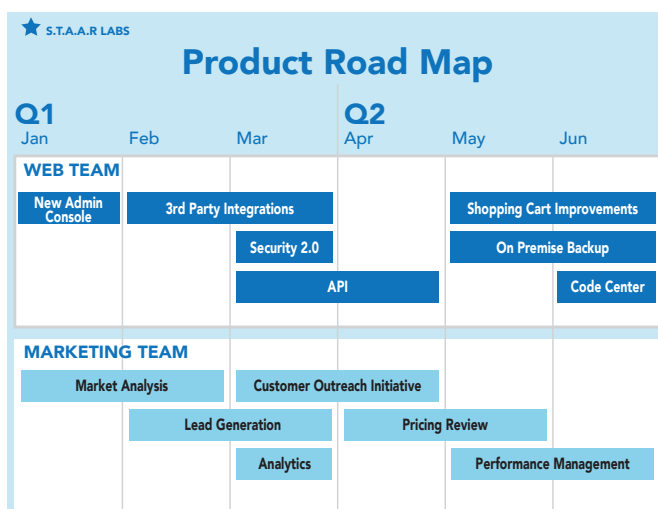 S.T.A.A.R LABS
Product Road Map
Q1 Q2
Jan Feb Mar Apr May Jun
WEB TEAM
New Admin
Console
3rd Party Integrations
Shopping Cart Improvements
Security 2.0
On Premise Backup
API
Code Center
MARKETING TEAM
Market Analysis
Customer Outreach Initiative
Lead Generation
Pricing Review
Analytics
Performance Management